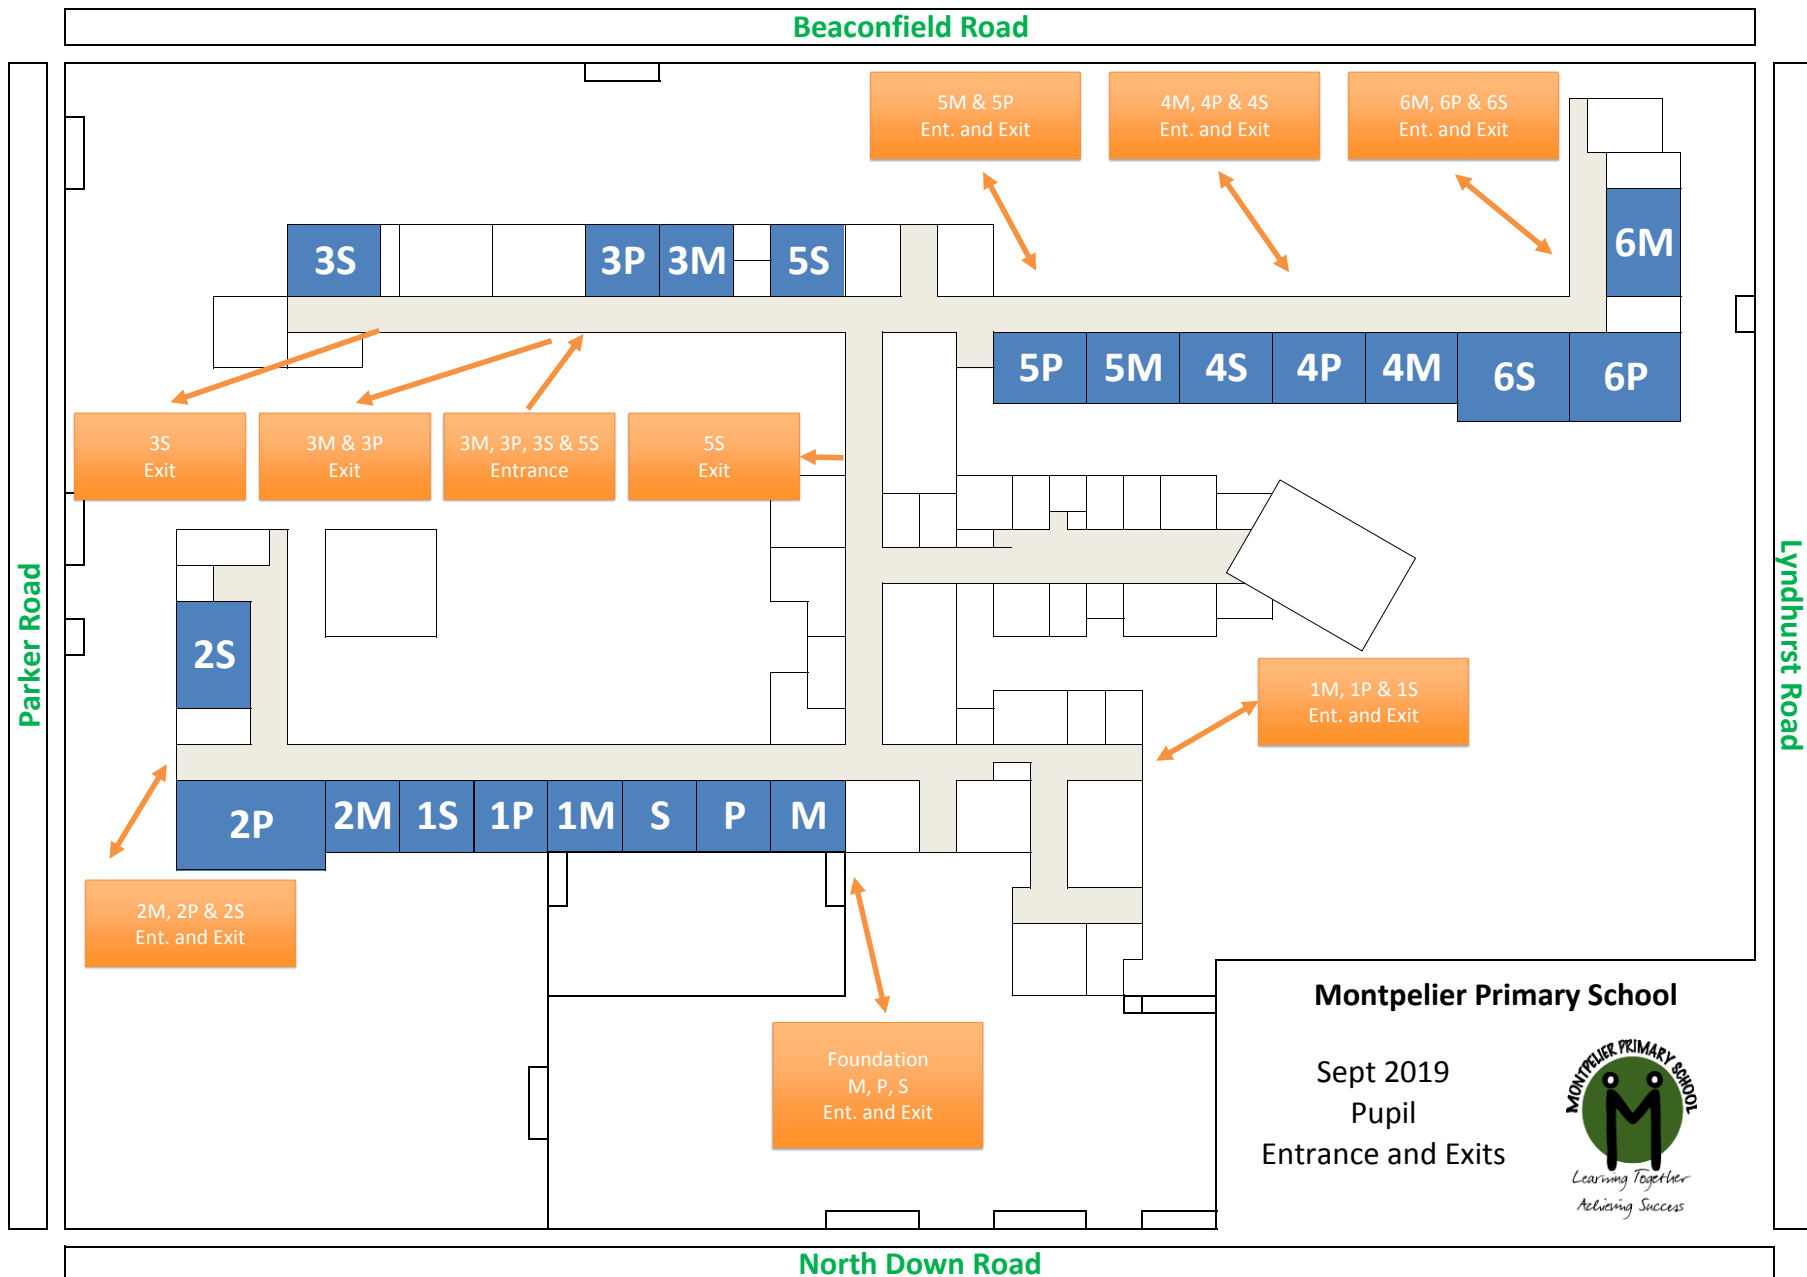 Beaconfield Road
5M & 5P
Ent. and Exit
4M, 4P & 4S
Ent. and Exit
6M, 6P & 6S
Ent. and Exit
3S
3P
3M
5S
6M
5P
5M
4S
4P
4M
6S
6P
3S
Exit
3M & 3P
Exit
3M, 3P, 3S & 5S
Entrance
5S
Exit
Parker Road
Lyndhurst Road
2S
1M, 1P & 1S
Ent. and Exit
2P
2M
1S
1P
1M
S
P
M
2M, 2P & 2S
Ent. and Exit
Foundation
M, P, S
Ent. and Exit
Montpelier Primary School
Sept 2019
Pupil
Entrance and Exits
MONTPELIER PRIMARY SCHOOL
Learning Together
Achieving Success
North Down Road